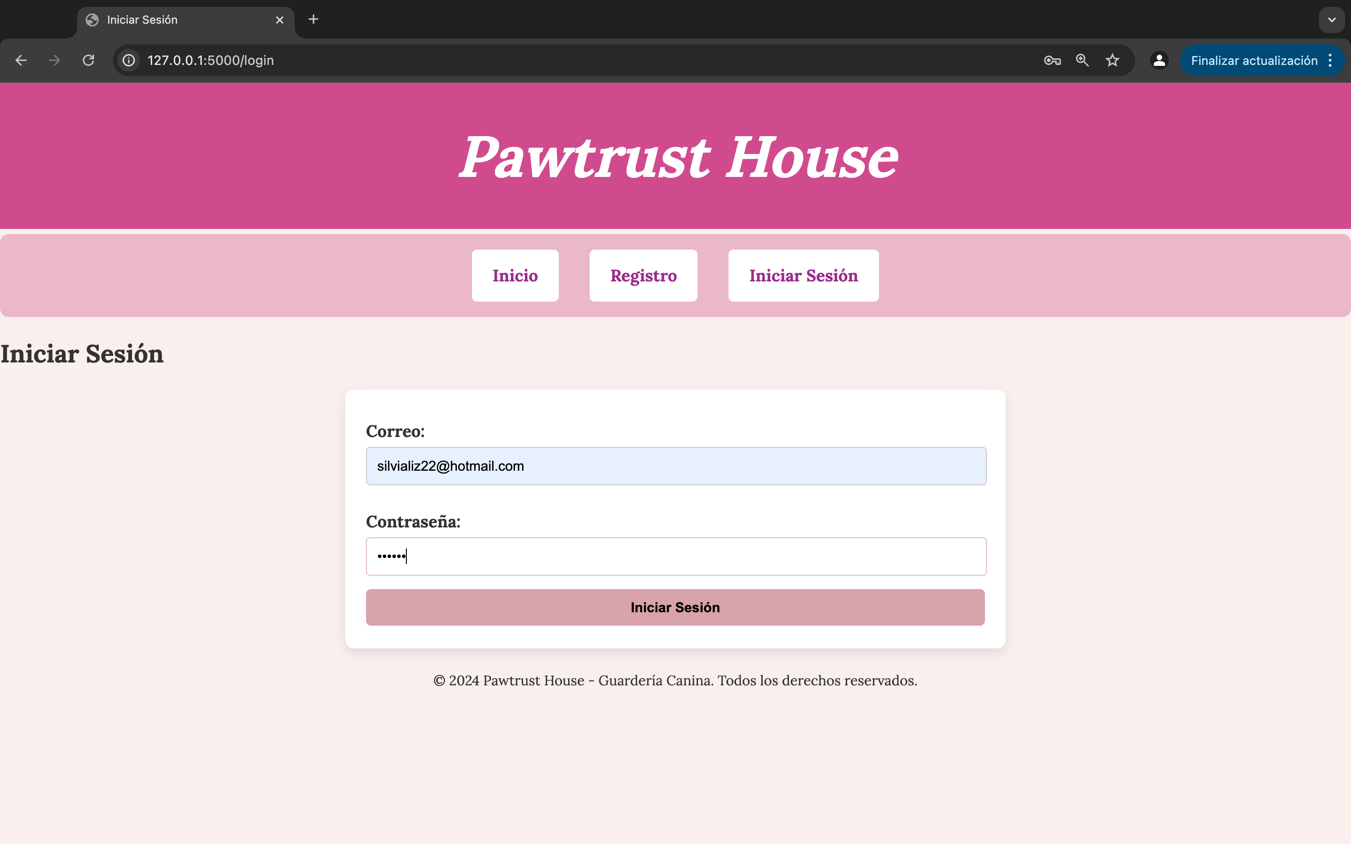 Iniciar Sesión
127.0.0.1:5000/login
Finalizar actualización
Pawtrust House
Inicio
Registro
Iniciar Sesión
Iniciar Sesión
Correo:
silvializ22@hotmail.com
Contraseña:
••••••
Iniciar Sesión
© 2024 Pawtrust House - Guardería Canina. Todos los derechos reservados.